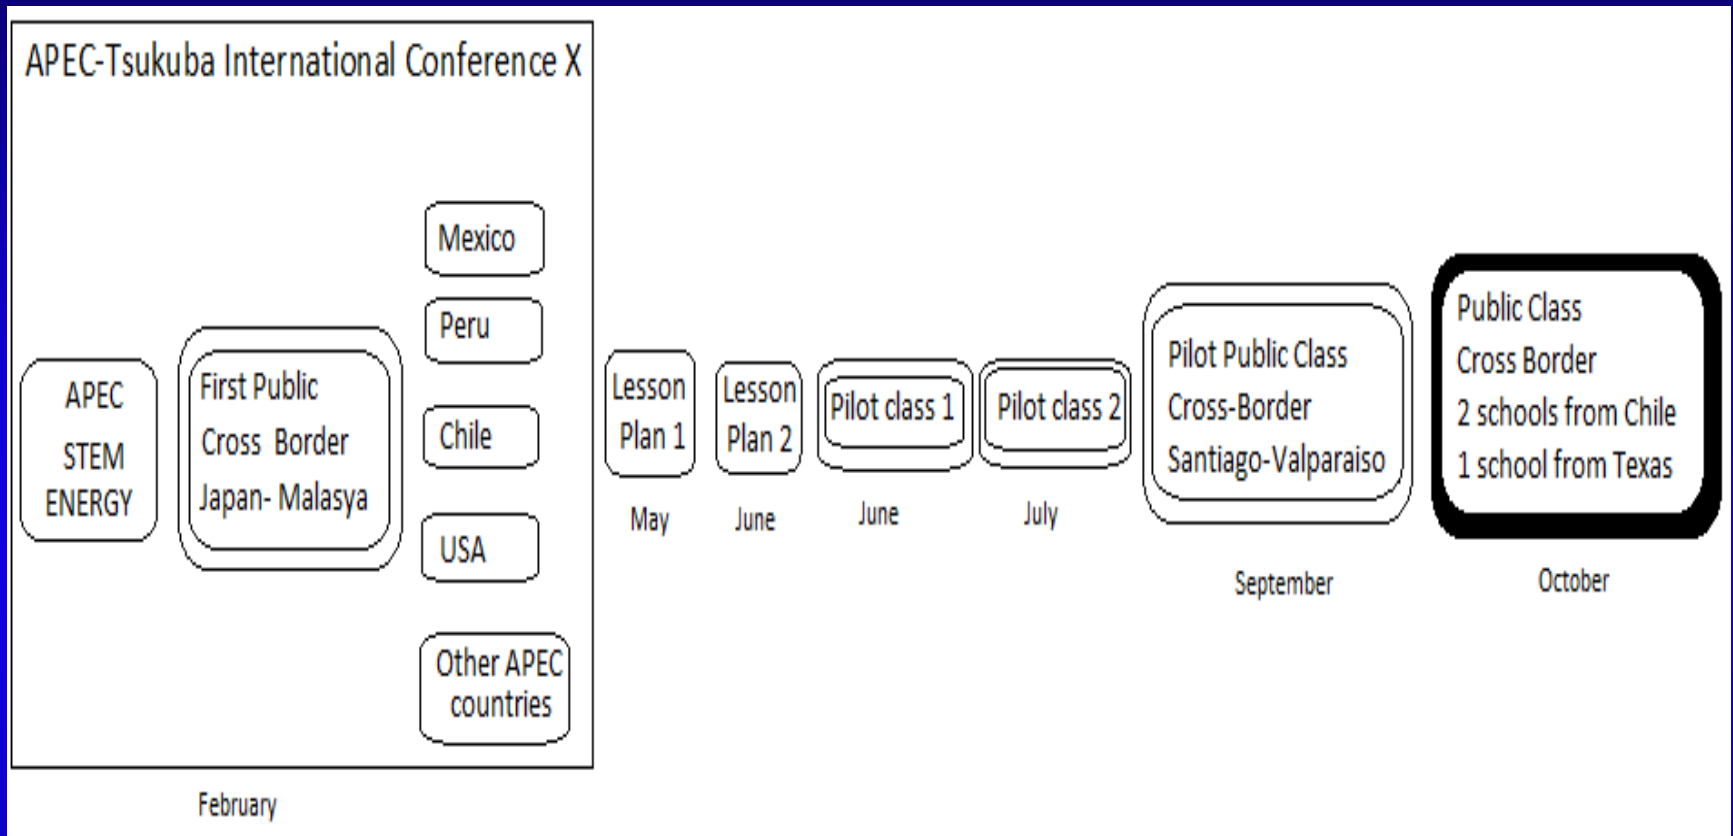 APEC-Tsukuba International Conference X
APEC
STEM
ENERGY
First Public
Cross Border
Japan- Malasya
Mexico
Peru
Chile
USA
Other APEC
countries
February
Lesson
Plan 1
May
Lesson
Plan 2
June
Pilot class 1
June
Pilot class 2
July
Pilot Public Class
Cross-Border
Santiago-Valparaiso
September
Public Class
Cross Border
2 schools from Chile
1 school from Texas
October